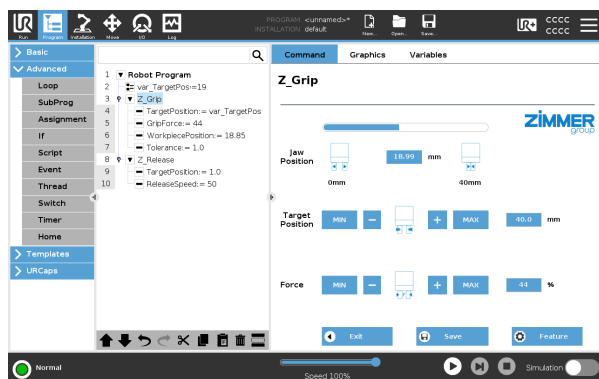 UR
PROGRAM <unnamed>*
INSTALLATION default
Run
Program
Installation
Move
I/O
Log
New...
Open...
Save...
R+
CCCC
CCCC
Basic
Advanced
Loop
SubProg
Assignment
If
Script
Event
Thread
Switch
Timer
Home
Templates
URCaps
1 Robot Program
2 var_TargetPos:=19
3 Z_Grip
4 TargetPosition:= var_TargetPos
5 GripForce:= 44
6 WorkpiecePosition:= 18.85
7 Tolerance:= 1.0
8 Z_Release
9 TargetPosition:= 1.0
10 ReleaseSpeed:= 50
Command Graphics Variables
Z_Grip
ZIMMER
group
Jaw
Position
18.99 mm
0mm 40mm
Target
Position
MIN − + MAX 40.0 mm
Force MIN − + MAX 44 %
Exit Save Feature
Normal
Speed 100%
Simulation